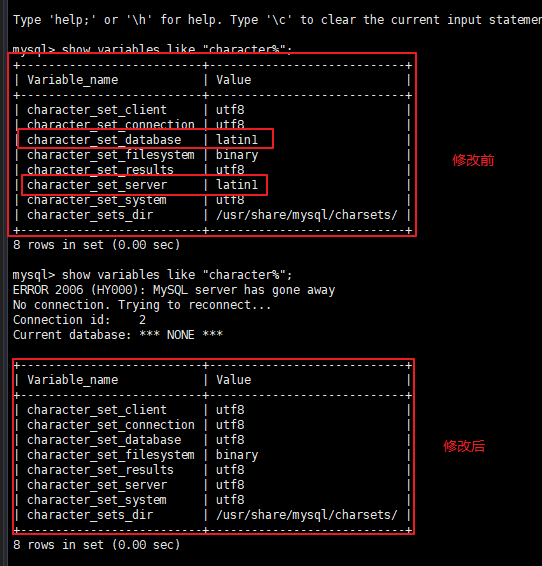 Type 'help;' or '\h' for help. Type '\c' to clear the current input statemen
mysql> show variables like "character%";
+--------------------------+----------------------------+
| Variable_name | Value |
+--------------------------+----------------------------+
| character_set_client | utf8 |
| character_set_connection | utf8 |
| character_set_database | latin1 |
| character_set_filesystem | binary |
| character_set_results | utf8 |
| character_set_server | latin1 |
| character_set_system | utf8 |
| character_sets_dir | /usr/share/mysql/charsets/ |
+--------------------------+----------------------------+
修改前
8 rows in set (0.00 sec)
mysql> show variables like "character%";
ERROR 2006 (HY000): MySQL server has gone away
No connection. Trying to reconnect...
Connection id:    2
Current database: *** NONE ***
+--------------------------+----------------------------+
| Variable_name | Value |
+--------------------------+----------------------------+
| character_set_client | utf8 |
| character_set_connection | utf8 |
| character_set_database | utf8 |
| character_set_filesystem | binary |
| character_set_results | utf8 |
| character_set_server | utf8 |
| character_set_system | utf8 |
| character_sets_dir | /usr/share/mysql/charsets/ |
+--------------------------+----------------------------+
修改后
8 rows in set (0.00 sec)